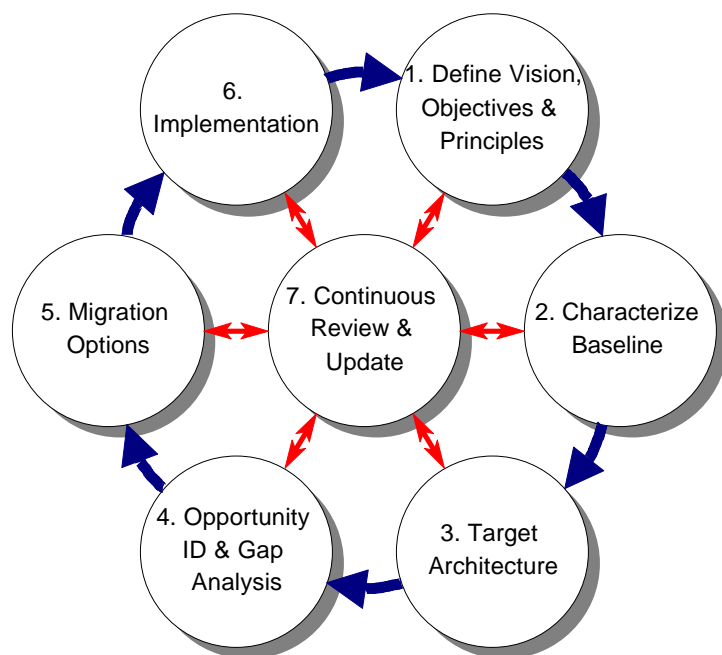 1. Define Vision,
Objectives &
Principles
2. Characterize
Baseline
3. Target
Architecture
4. Opportunity
ID & Gap
Analysis
5. Migration
Options
6.
Implementation
7. Continuous
Review &
Update